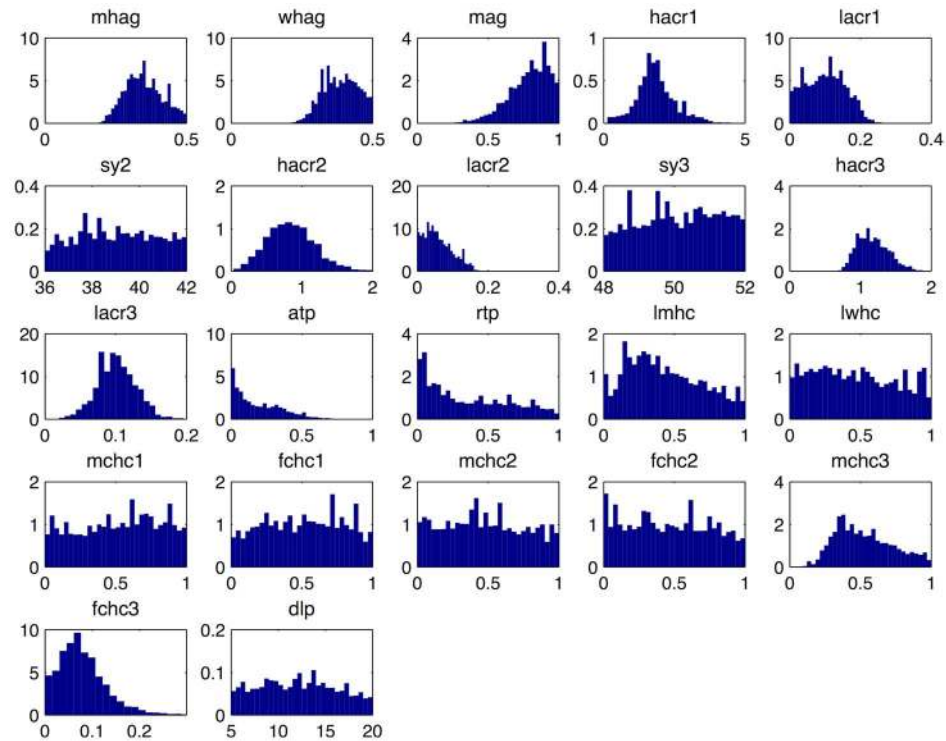 mhag whag mag hacr1 lacr1
10 10 4 1 10
5 5 2 0.5 5
0 0 0 0 0
0 0.5 0 0.5 0 0.5 1 0 5 0 0.2 0.4
sy2 hacr2 lacr2 sy3 hacr3
0.4 2 20 0.4 4
0.2 1 10 0.2 2
0 0 0 0 0
36 38 40 42 0 1 2 0 0.2 0.4 48 50 52 0 1 2
lacr3 atp rtp lmhc lwhc
20 10 4 2 2
10 5 2 1 1
0 0 0 0 0
0 0.1 0.2 0 0.5 1 0 0.5 1 0 0.5 1 0 0.5 1
mchc1 fchc1 mchc2 fchc2 mchc3
2 2 2 2 4
1 1 1 1 2
0 0 0 0 0
0 0.5 1 0 0.5 1 0 0.5 1 0 0.5 1 0 0.5 1
fchc3 dlp
10 0.2
5 0.1
0 0
0 0.1 0.2 5 10 15 20